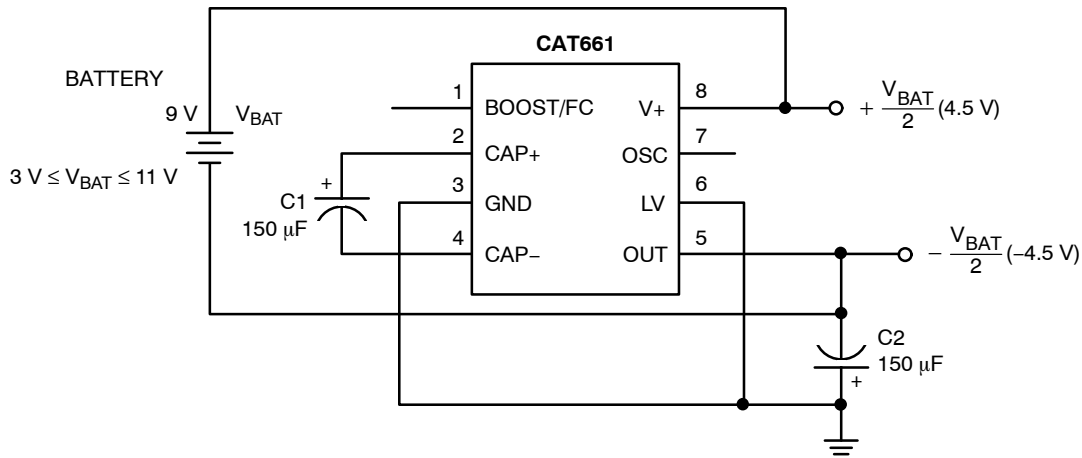 CAT661
BATTERY
9 V
V_BAT
3 V ≤ V_BAT ≤ 11 V
+
C1
150 µF
1
BOOST/FC
2
CAP+
3
GND
4
CAP−
8
V+
7
OSC
6
LV
5
OUT
+ V_BAT/2 (4.5 V)
− V_BAT/2 (−4.5 V)
C2
150 µF
+